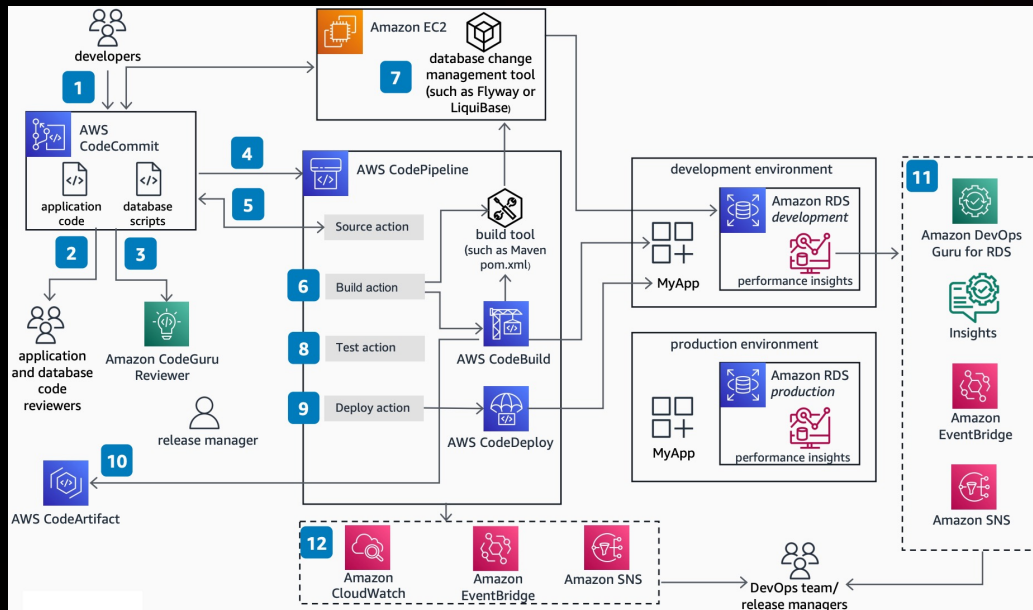 developers
1
AWS
CodeCommit
application
code
database
scripts
2
3
application
and database
code
reviewers
Amazon CodeGuru
Reviewer
release manager
10
AWS CodeArtifact
4
5
Amazon EC2
7
database change
management tool
(such as Flyway or
LiquiBase)
AWS CodePipeline
Source action
build tool
(such as Maven
pom.xml)
6
Build action
AWS CodeBuild
8
Test action
9
Deploy action
AWS CodeDeploy
development environment
MyApp
Amazon RDS
development
performance insights
production environment
MyApp
Amazon RDS
production
performance insights
11
Amazon DevOps
Guru for RDS
Insights
Amazon
EventBridge
Amazon SNS
12
Amazon
CloudWatch
Amazon
EventBridge
Amazon SNS
DevOps team/
release managers